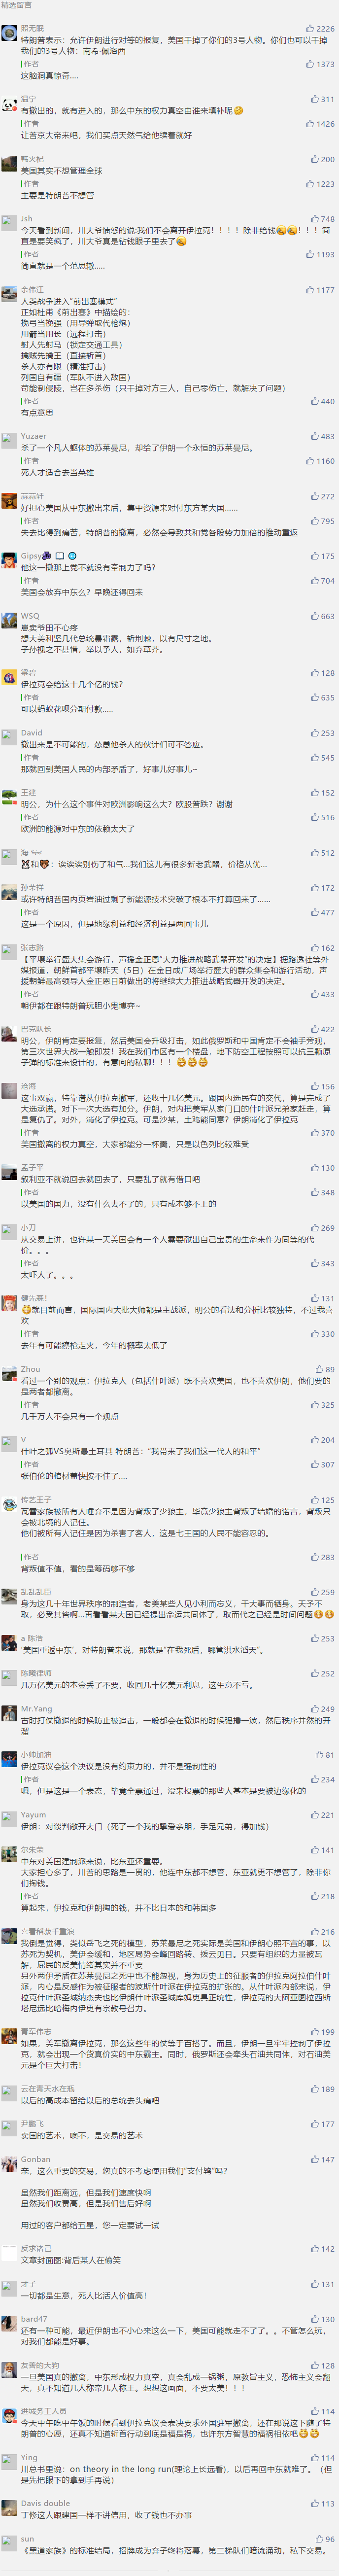 精选留言
照无眠
2226
特朗普表示：允许伊朗进行对等的报复，美国干掉了你们的3号人物。你们也可以干掉
我们的3号人物：南希·佩洛西
作者
1373
这脑洞真惊奇....
温宁
311
有撤出的，就有进入的，那么中东的权力真空由谁来填补呢
作者
1426
让普京大帝来吧，我们买点天然气给他续着就好
韩火杞
200
美国其实不想管理全球
作者
1223
主要是特朗普不想管
Jsh
748
今天看到新闻，川大爷愤怒的说:我们不会离开伊拉克！！！！除非给钱！！！简
直是要笑疯了，川大爷真是钻钱眼子里去了
作者
1193
简直就是一个范思辙.....
余伟江
1177
人类战争进入“前出塞模式”
正如杜甫《前出塞》中描绘的：
挽弓当挽强（用导弹取代枪炮）
用箭当用长（远程打击）
射人先射马（锁定交通工具）
擒贼先擒王（直接斩首）
杀人亦有限（精准打击）
列国自有疆（军队不进入敌国）
苟能制侵陵，岂在多杀伤（只干掉对方三人，自己零伤亡，就解决了问题）
作者
440
有点意思
Yuzaer
483
杀了一个凡人躯体的苏莱曼尼，却给了伊朗一个永恒的苏莱曼尼。
作者
1160
死人才适合去当英雄
蒜蒜轩
272
好担心美国从中东撤出来后，集中资源来对付东方某大国......
作者
795
失去比得到痛苦，特朗普的撤离，必然会导致共和党各股势力加倍的推动重返
Gipsy
175
他这一撤那上党不就没有牵制力了吗？
作者
704
美国会放弃中东么？早晚还得回来
WSQ
663
崽卖爷田不心疼
想大美利坚几代总统暴霜露，斩荆棘，以有尺寸之地。
子孙视之不甚惜，举以予人，如弃草芥。
梁碧
128
伊拉克会给这十几个亿的钱？
作者
635
可以蚂蚁花呗分期付款.....
David
253
撤出来是不可能的，怂恿他杀人的伙计们可不答应。
作者
545
那就回到美国人民的内部矛盾了，好事儿好事儿~
王建
152
明公，为什么这个事件对欧洲影响这么大？欧股普跌？谢谢
作者
516
欧洲的能源对中东的依赖太大了
海
512
和：诶诶诶别伤了和气...我们这儿有很多新老武器，价格从优...
孙荣梓
172
或许特朗普国内页岩油过剩了新能源技术突破了根本不打算回来了......
作者
477
这是一个原因，但是地缘利益和经济利益是两回事儿
张志錋
162
【平壤举行盛大集会游行，声援金正恩“大力推进战略武器开发”的决定】据路透社等外
媒报道，朝鲜首都平壤昨天（5日）在金日成广场举行盛大的群众集会和游行活动，声
援朝鲜最高领导人金正恩日前做出的将继续大力推进战略武器开发的决定。
作者
433
朝伊都在跟特朗普玩胆小鬼博弈~
巴克队长
422
明公，伊朗肯定要报复，然后美国会升级打击，如此俄罗斯和中国肯定不会袖手旁观，
第三次世界大战一触即发！我在我们市区有一个楼盘，地下防空工程按照可以抗三颗原
子弹的标准来设计的，有意向的私聊！！！
沧海
156
这事双赢，特靠谱从伊拉克撤军，还收十几亿美元。跟国内选民有的交代，算是完成了
大选承诺。对下一次大选有加分。伊朗，对内把美军从家门口的什叶派兄弟家赶走，算
是复仇了。对外，消化了伊拉克。可是沙某，土鸡能同意？伊朗消化了伊拉克
作者
370
美国撤离的权力真空，大家都能分一杯羹，只是以色列比较难受
孟子平
130
叙利亚不就说回去就回去了，只要乱了就有借口吧
作者
348
以美国的国力，没有什么去不了的，只有成本够不上的
小刀
269
从交易上讲，也许某一天美国会有一个人需要献出自己宝贵的生命来作为同等的代
价。。。
作者
343
太吓人了。。。
健完森！
131
就目前而言，国际国内大批大师都是主战派，明公的看法和分析比较独特，不过我喜
欢
作者
330
去年有可能擦枪走火，今年的概率太低了
Zhou
89
看过一个别的观点：伊拉克人（包括什叶派）既不喜欢美国，也不喜欢伊朗，他们要的
是两者都撤离。
作者
325
几千万人不会只有一个观点
V
204
什叶之弧VS奥斯曼土耳其 特朗普：“我带来了我们这一代人的和平”
作者
307
张伯伦的棺材盖快按不住了....
传艺王子
125
瓦雷家族被所有人唾弃不是因为背叛了少狼主，毕竟少狼主背叛了结婚的诺言，背叛只
会被北境的人记住。
他们被所有人记住是因为杀害了客人，这是七王国的人民不能容忍的。
作者
283
背叛值不值，看的是筹码够不够
乱乱乱臣
259
身为这几十年世界秩序的制造者，老美某些人见小利而忘义，干大事而牺身。天予不
取，必受其咎啊...再看看某大国已经提出命运共同体了，取而代之已经是时间问题
a 陈浩
253
“美国重返中东”，对特朗普来说，那就是“在我死后，哪管洪水滔天”。
陈曦律师
252
几万亿美元的本金丢了不要，收回几十亿美元利息，这生意不亏。
Mr.Yang
249
古时打仗撤退的时候防止被追击，一般都会在撤退的时候强撸一波，然后秩序井然的开
溜
小帅加油
81
伊拉克议会这个决议是没有约束力的，并不是强制性的
作者
234
嗯，但是这是一个表态，毕竟全票通过，没来投票的那些人基本是要被边缘化的
Yayum
221
伊朗：对谈判敞开大门（死了一个我的挚爱亲朋，手足兄弟，得加钱）
尔朱荣
141
中东对美国建制派来说，比东亚还重要。
大家担心多了，川普的思路是一贯的，他连中东都不想管，东亚就更不想管了，除非你
们掏钱。
作者
218
算起来，伊拉克和伊朗掏的钱，并不比日本的和韩国多
喜看稻菽千重浪
216
我倒是觉得，类似岳飞之死的模型，苏莱曼尼之死实际是美国和伊朗心照不宣的事，以
苏死为契机，美伊会缓和，地区局势会峰回路转、拨云见日。只要有组织的力量被瓦
解，屁民的反美情绪其实并不重要
另外两伊矛盾在苏莱曼尼之死中也不能忽视，身为历史上的征服者的伊拉克阿拉伯什叶
派，内心是反感作为被征服者的波斯什叶派在伊拉克的扩张的。从什叶派内部来说，伊
拉克什叶派圣城纳杰夫也比伊朗什叶派圣城库姆更具正统性，伊拉克的大阿亚图拉西斯
塔尼远比哈梅内伊更有宗教号召力。
青军伟志
199
如果，美军撤离伊拉克，那么这些年的仗等于百搭了。而且，伊朗一旦牢牢控制了伊拉
克，就会出现一个货真价实的中东霸主。同时，俄罗斯还会牵头石油共同体，对石油美
元是个巨大打击！
云在青天水在瓶
189
以后的高成本留给以后的总统去头痛吧
尹鹏飞
177
卖国的艺术，噢不，是交易的艺术
Gonban
147
亲，这么重要的交易，您真的不考虑使用我们“支付鸨”吗？
虽然我们距离远，但是我们速度快啊
虽然我们收费高，但是我们售后好啊
用过的客户都给五星，您一定要试一试
反求诸己
142
文章封面图:背后某人在偷笑
才子
131
一切都是生意，死人比活人价值高！
bard47
130
还有一种可能，最近伊朗也不小心来这么一下，美国可能就走不了了。。不管怎么玩，
对我们都能是好事。
友善的大狗
128
一旦美国真的撤离，中东形成权力真空，真会乱成一锅粥，原教旨主义，恐怖主义会翻
天，真不知道几人称帝几人称王。想想这画面，不要太美！！！
进城务工人员
114
今天中午吃中午饭的时候看到伊拉克议会表决要求外国驻军撤离，还在那说这下随了特
朗普的心愿，还真不知道斩首行动到底是福是祸，也许东方智慧的福祸相依吧
Ying
114
川总书里说：on theory in the long run(理论上长远看)，以后再回中东就难了。（但
是先把眼下的拿到手再说）
Davis double
113
丁修这人跟建国一样不讲信用，收了钱也不办事
sun
96
《黑道家族》的标准结局，招牌成为弃子终将落幕，第二梯队们暗流涌动，私下交易。